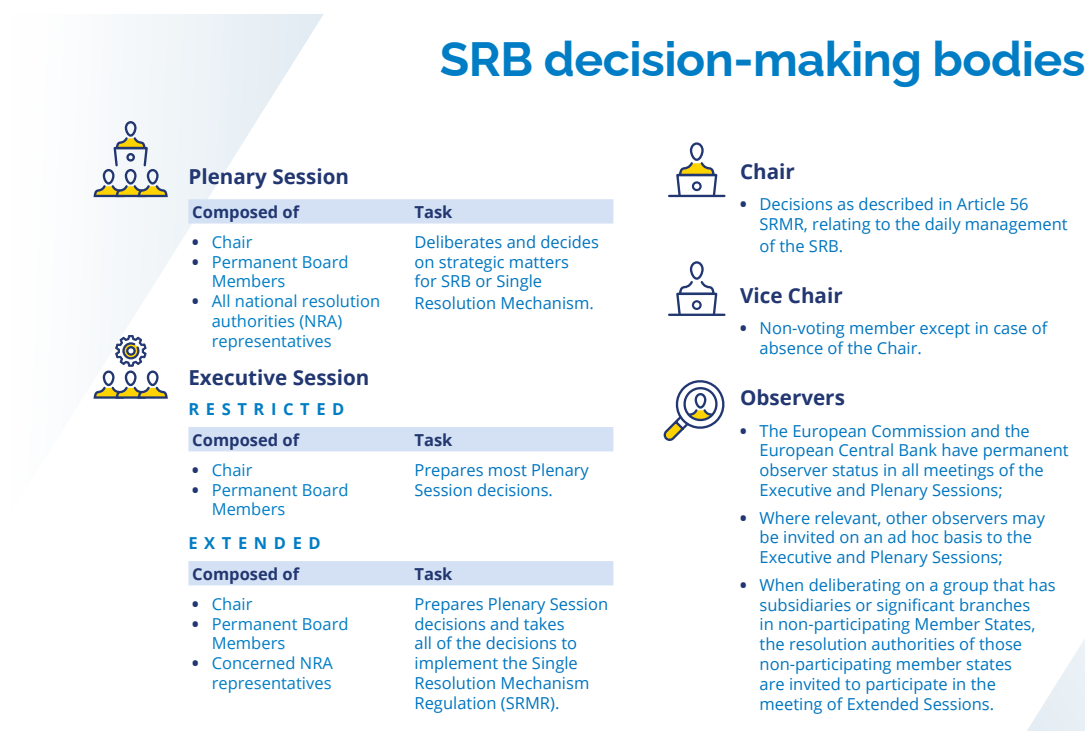 SRB decision-making bodies
Plenary Session
Composed of
Task
• Chair
• Permanent Board
Members
• All national resolution
authorities (NRA)
representatives
Deliberates and decides
on strategic matters
for SRB or Single
Resolution Mechanism.
Executive Session
RESTRICTED
Composed of
Task
• Chair
• Permanent Board
Members
Prepares most Plenary
Session decisions.
EXTENDED
Composed of
Task
• Chair
• Permanent Board
Members
• Concerned NRA
representatives
Prepares Plenary Session
decisions and takes
all of the decisions to
implement the Single
Resolution Mechanism
Regulation (SRMR).
Chair
• Decisions as described in Article 56
SRMR, relating to the daily management
of the SRB.
Vice Chair
• Non-voting member except in case of
absence of the Chair.
Observers
• The European Commission and the
European Central Bank have permanent
observer status in all meetings of the
Executive and Plenary Sessions;
• Where relevant, other observers may
be invited on an ad hoc basis to the
Executive and Plenary Sessions;
• When deliberating on a group that has
subsidiaries or significant branches
in non-participating Member States,
the resolution authorities of those
non-participating member states
are invited to participate in the
meeting of Extended Sessions.